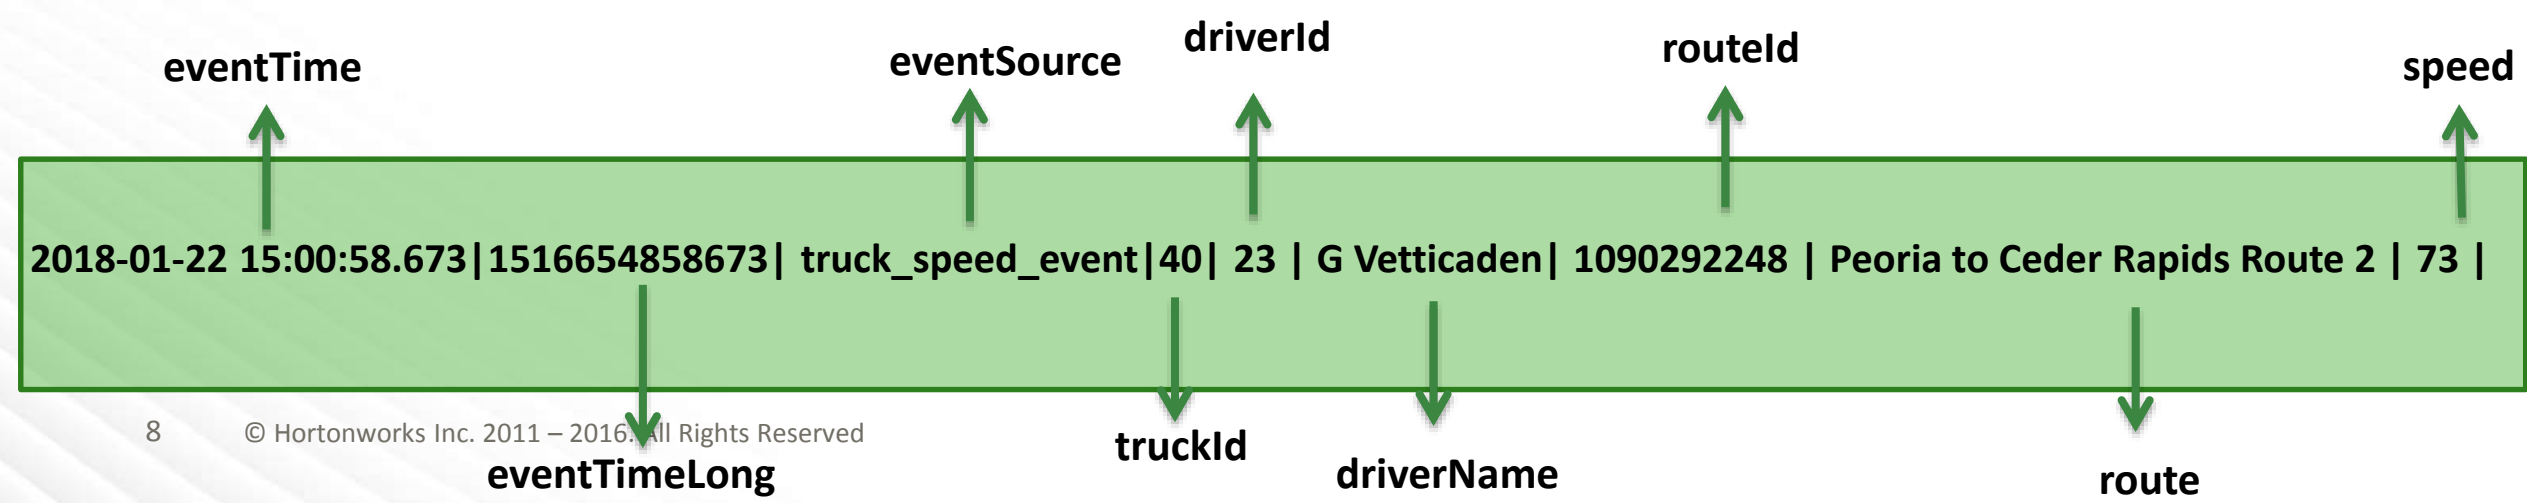 eventTime eventSource driverId routeId speed
2018-01-22 15:00:58.673|1516654858673| truck_speed_event|40| 23 | G Vetticaden| 1090292248 | Peoria to Ceder Rapids Route 2 | 73 |
8 © Hortonworks Inc. 2011 – 2016. All Rights Reserved
eventTimeLong truckId driverName route